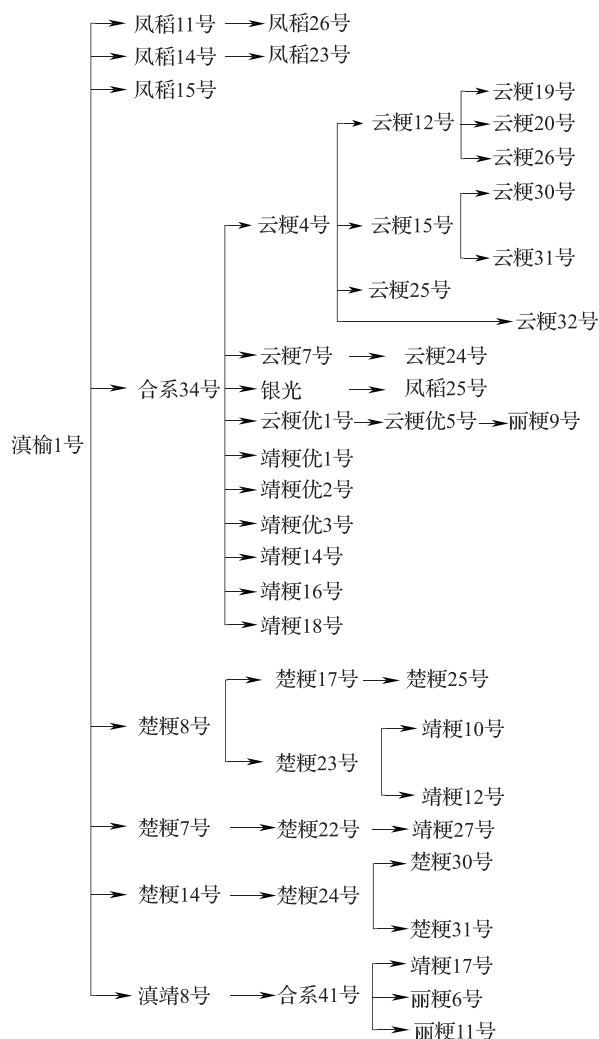 凤稻11号 凤稻26号
凤稻14号 凤稻23号
凤稻15号
云粳19号
云粳12号 云粳20号
云粳26号
云粳30号
云粳4号 云粳15号
云粳31号
云粳25号
云粳32号
云粳7号 云粳24号
合系34号 银光 凤稻25号
云粳优1号 云粳优5号 丽粳9号
滇榆1号
靖粳优1号
靖粳优2号
靖粳优3号
靖粳14号
靖粳16号
靖粳18号
楚粳17号 楚粳25号
楚粳8号 靖粳10号
楚粳23号
靖粳12号
楚粳7号 楚粳22号 靖粳27号
楚粳30号
楚粳14号 楚粳24号
楚粳31号
靖粳17号
滇靖8号 合系41号 丽粳6号
丽粳11号